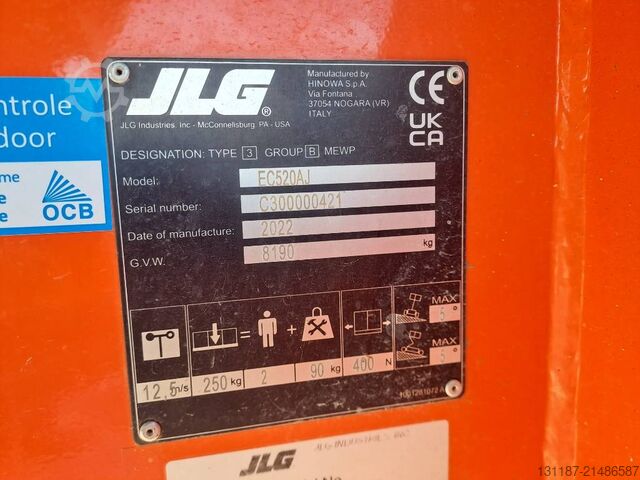 ontrole
door
me
e
e
OCB
JLG®
JLG Industries, Inc - McConnellsburg PA - USA
Manufactured by
HINOWA S.p.A.
Via Fontana
37054 NOGARA (VR)
ITALY
CE
UK
CA
DESIGNATION: TYPE 3 GROUP B MEWP
Model: EC520AJ
Serial number: C300000421
Date of manufacture: 2022
G.V.W. 8190 kg
= +
MAX
5 °
MAX
5 °
12,5 m/s 250 kg 2 90 kg 400 N
1001281072 A
JLG
131187-21486587